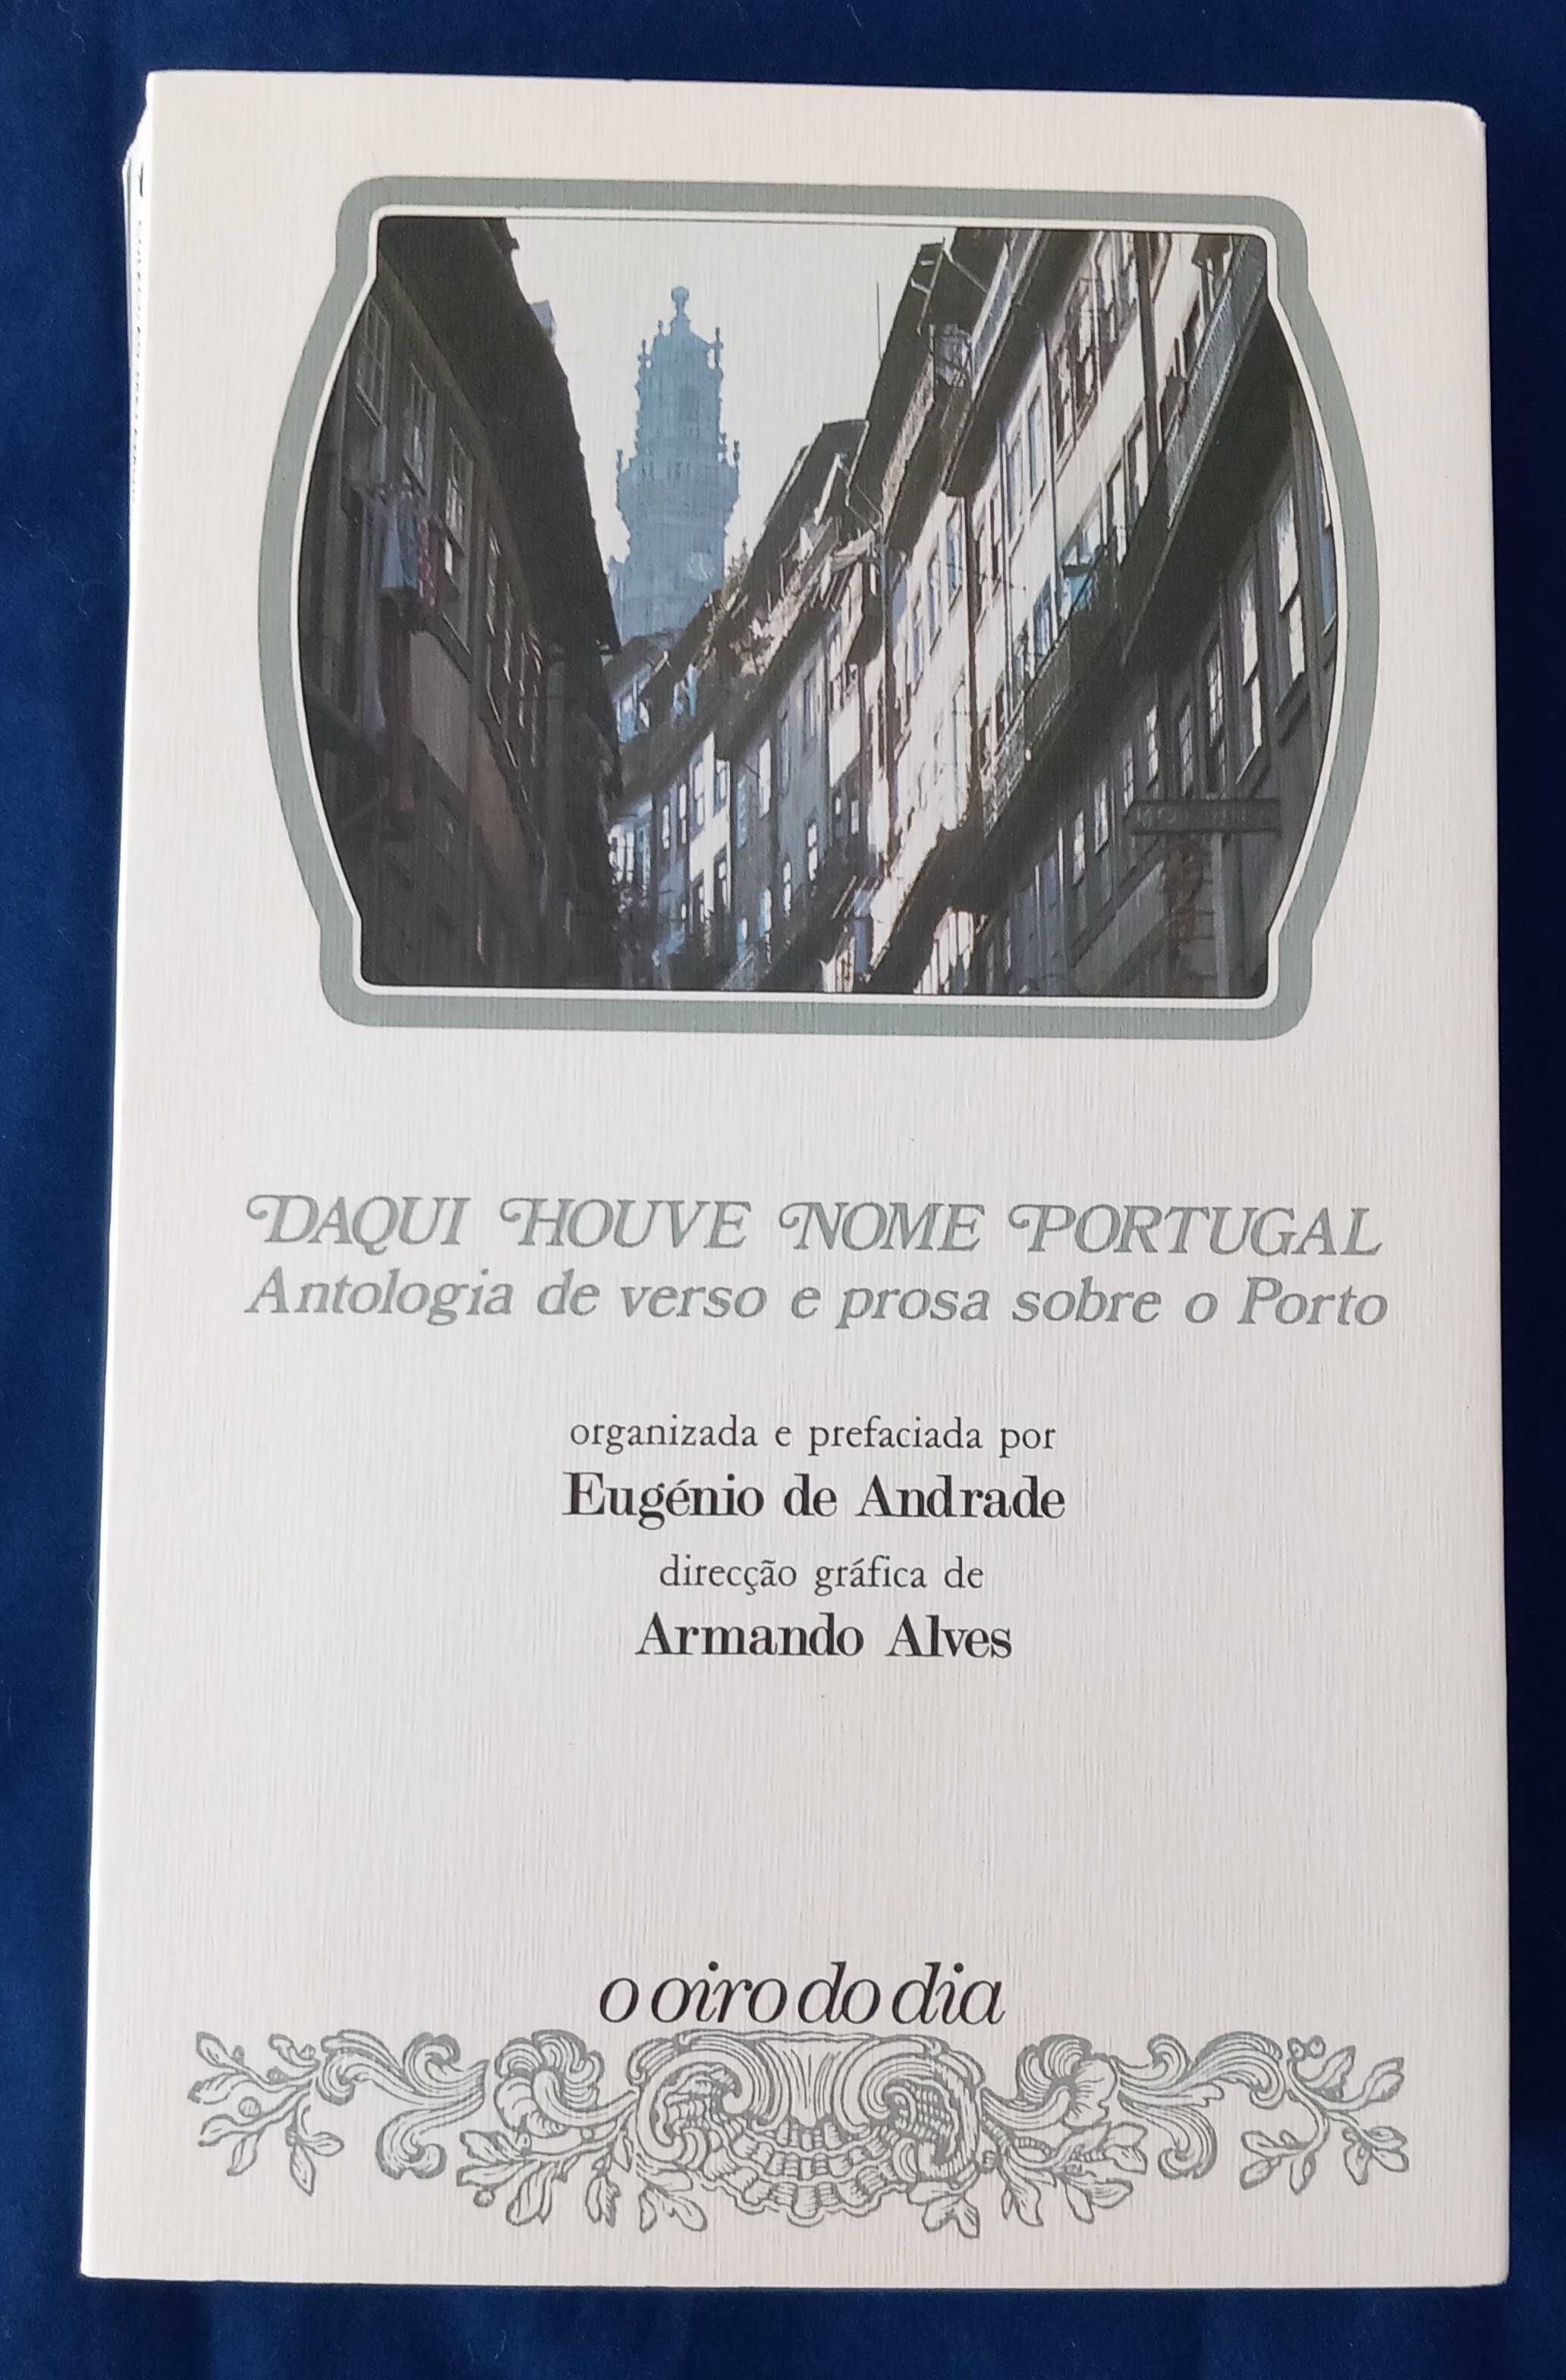 DAQUI HOUVE NOME PORTUGAL
Antologia de verso e prosa sobre o Porto
organizada e prefaciada por
Eugénio de Andrade
direcção gráfica de
Armando Alves
o oiro do dia